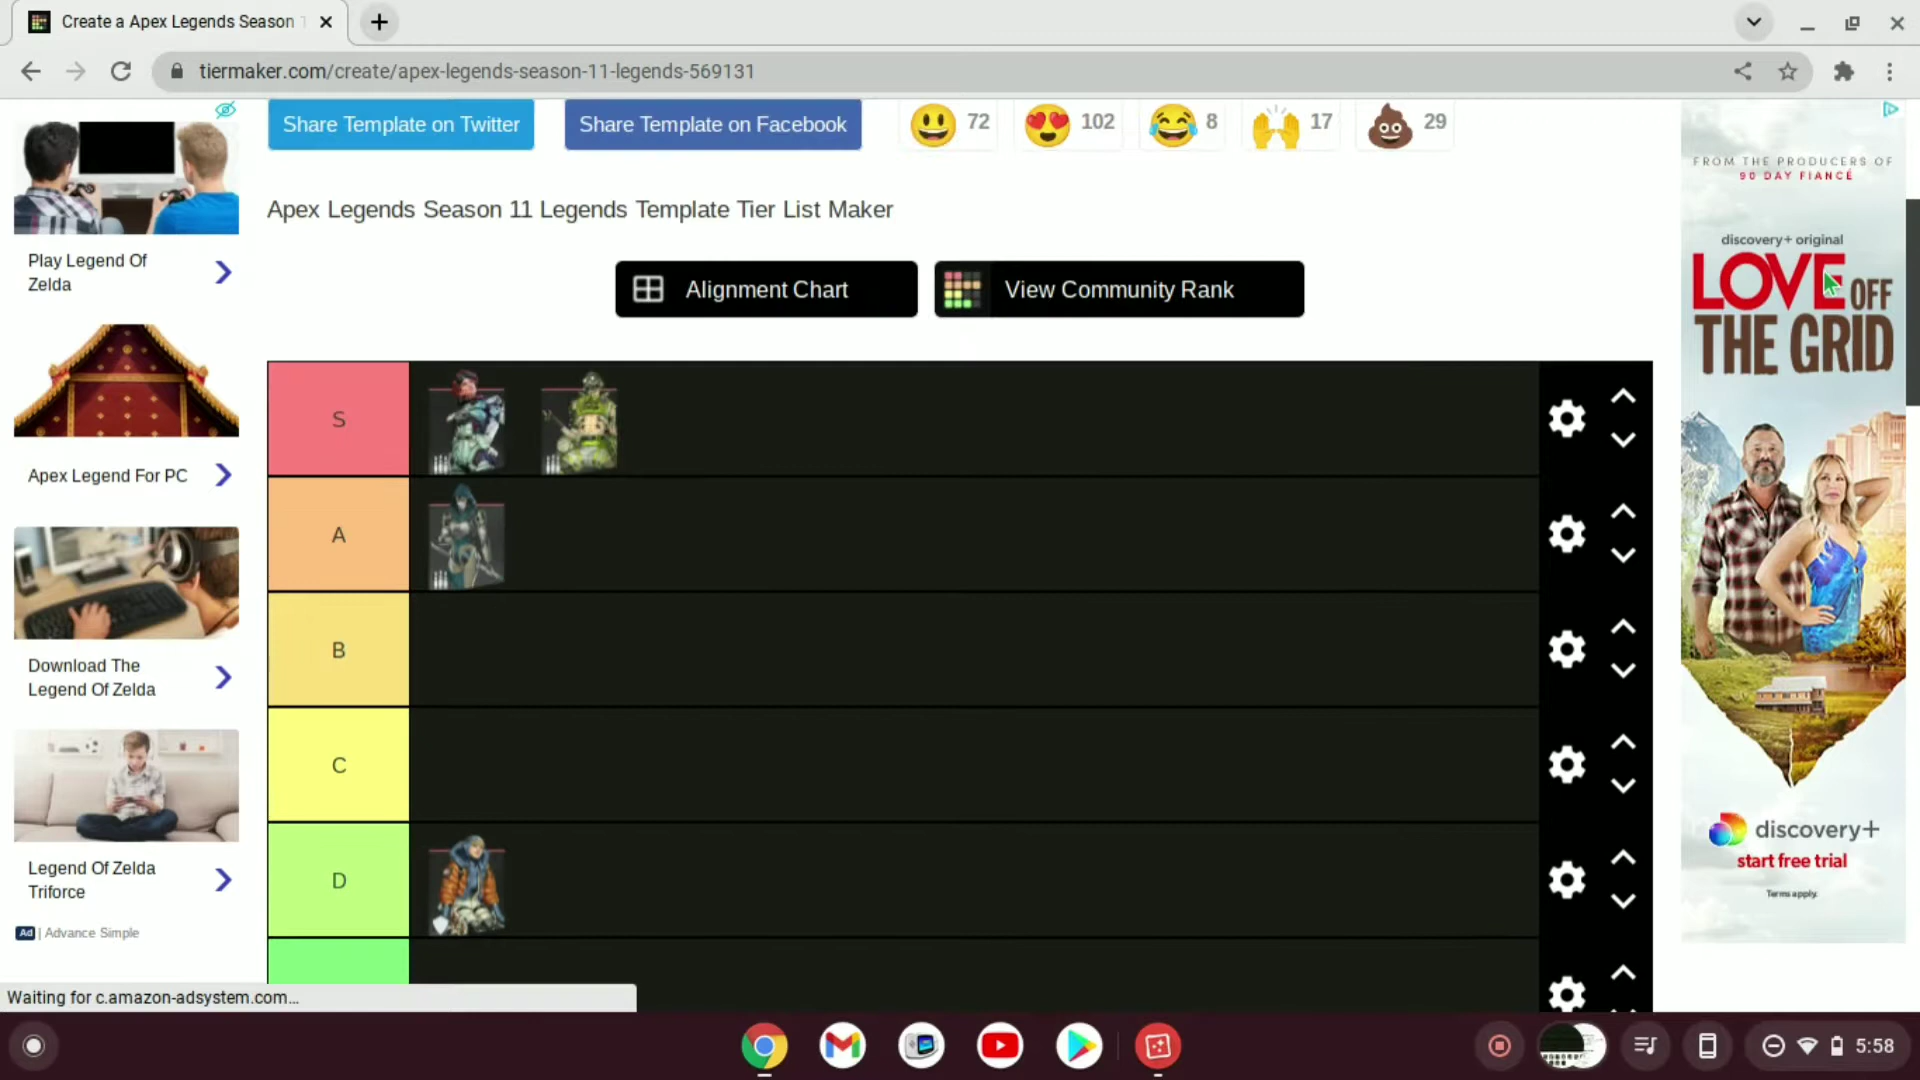 Create a Apex Legends Season 1
tiermaker.com/create/apex-legends-season-11-legends-569131
Share Template on Twitter
Share Template on Facebook
72
102
8
17
29
Apex Legends Season 11 Legends Template Tier List Maker
Alignment Chart
View Community Rank
Play Legend Of
Zelda
Apex Legend For PC
Download The
Legend Of Zelda
Legend Of Zelda
Triforce
Ad | Advance Simple
S
A
B
C
D
FROM THE PRODUCERS OF
90 DAY FIANCÉ
discovery+ original
LOVE OFF
THE GRID
discovery+
start free trial
Terms apply.
Waiting for c.amazon-adsystem.com...
5:58